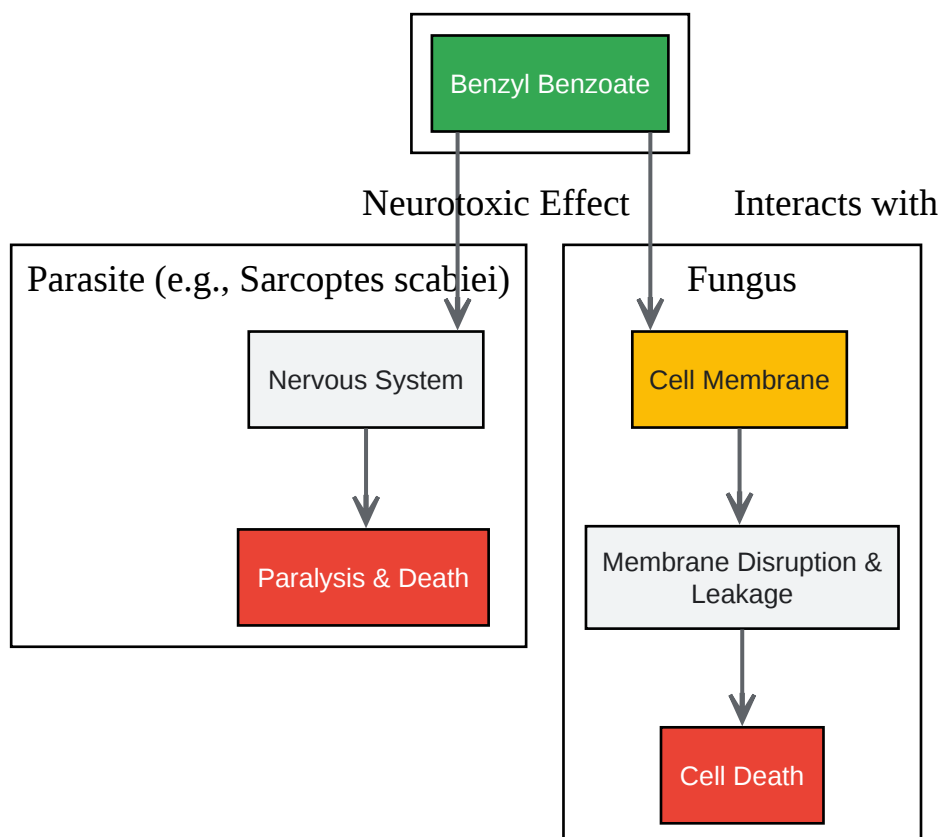 Benzyl Benzoate
Neurotoxic Effect
Interacts with
Parasite (e.g., Sarcoptes scabiei)
Fungus
Nervous System
Cell Membrane
Paralysis & Death
Membrane Disruption &
Leakage
Cell Death